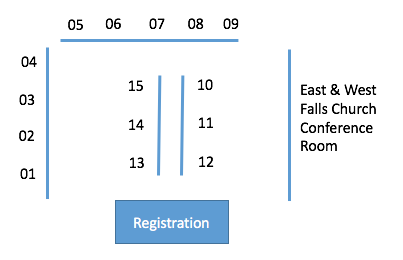 05 06 07 08 09
04
03
02
01
15 10
14 11
13 12
East & West
Falls Church
Conference
Room
Registration